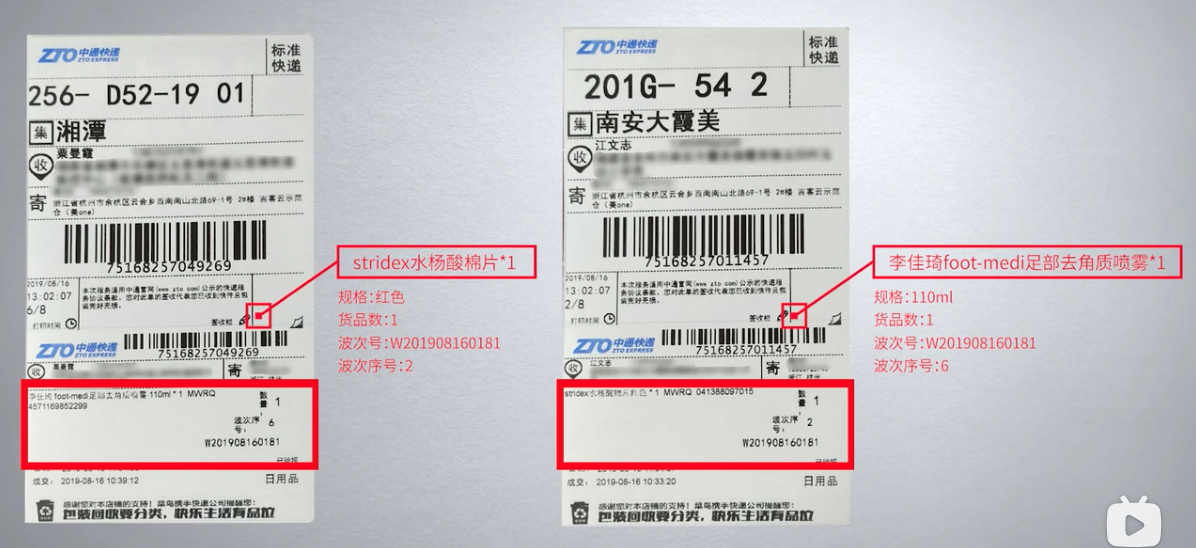 ZTO中通快递
ZTO EXPRESS
标准
快递
256- D52-19 01
集 湘潭
收 粟曼霞
寄 浙江省杭州市余杭区云会乡西南南山北路69-1号 2#楼 吉客云示范
仓（美one）
75168257049269
2019/08/16
13:02:07
6/8
打印时间
本次服务适用中通官网(www zto com)公示的快递服
务协议条款。您对此单的签收代表您已收到快件且包
装完好无损。
签收栏
ZTO中通快递
ZTO EXPRESS
75168257049269
收 粟曼霞
寄
李佳琦 foot-medi足部去角质喷雾 110ml * 1 MWRQ
4571169852299
数量 1
波次序号: 6
W201908160181
已验视
成交: 2019-08-16 10:39:12
日用品
感谢您对本店铺的支持！菜鸟携手快递公司提醒您：
包装回收要分类，快乐生活有品位
stridex水杨酸棉片*1
规格:红色
货品数:1
波次号:W201908160181
波次序号:2
ZTO中通快递
ZTO EXPRESS
标准
快递
201G- 54 2
集 南安大霞美
收 江文志
寄 浙江省杭州市余杭区云会乡西南南山北路69-1号 2#楼 吉客云示范
仓（美one）
75168257011457
2019/08/16
13:02:07
2/8
打印时间
本次服务适用中通官网(www zto com)公示的快递服
务协议条款。您对此单的签收代表您已收到快件且包
装完好无损。
签收栏
ZTO中通快递
ZTO EXPRESS
75168257011457
收 江文志
寄
stridex水杨酸棉片红色 * 1 MWRQ 041388097015
数量 1
波次序号: 2
W201908160181
已验视
成交: 2019-08-16 10:33:20
日用品
感谢您对本店铺的支持！菜鸟携手快递公司提醒您：
包装回收要分类，快乐生活有品位
李佳琦foot-medi足部去角质喷雾*1
规格:110ml
货品数:1
波次号:W201908160181
波次序号:6